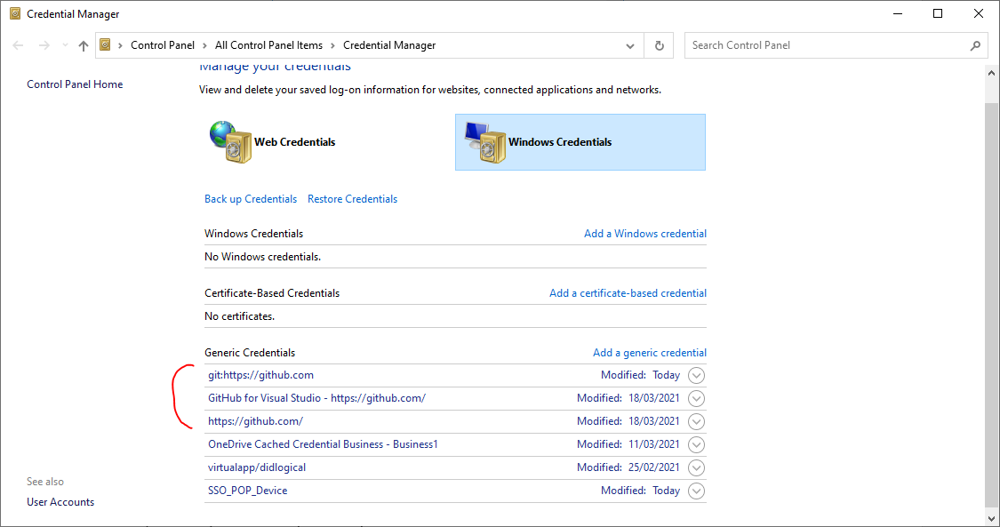 Credential Manager
Control Panel > All Control Panel Items > Credential Manager
Search Control Panel
Control Panel Home
Manage your credentials
View and delete your saved log-on information for websites, connected applications and networks.
Web Credentials
Windows Credentials
Back up Credentials Restore Credentials
Windows Credentials Add a Windows credential
No Windows credentials.
Certificate-Based Credentials Add a certificate-based credential
No certificates.
Generic Credentials Add a generic credential
git:https://github.com Modified: Today
GitHub for Visual Studio - https://github.com/ Modified: 18/03/2021
https://github.com/ Modified: 18/03/2021
OneDrive Cached Credential Business - Business1 Modified: 11/03/2021
virtualapp/didlogical Modified: 25/02/2021
SSO_POP_Device Modified: Today
See also
User Accounts